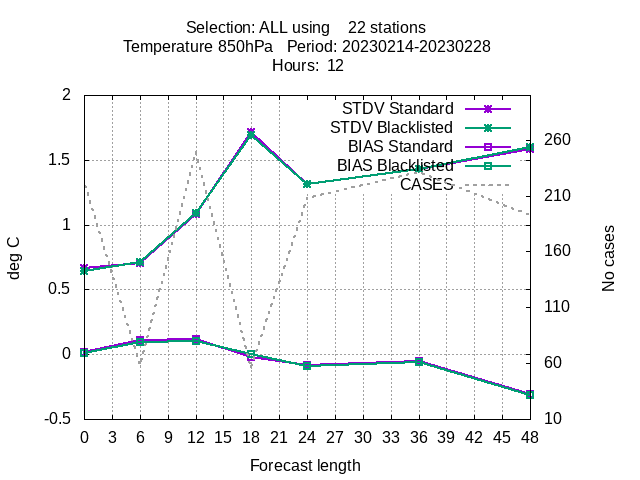 Selection: ALL using    22 stations
Temperature 850hPa   Period: 20230214-20230228
Hours:  12
STDV Standard
STDV Blacklisted
BIAS Standard
BIAS Blacklisted
CASES
2
1.5
1
0.5
0
-0.5
deg C
260
210
160
110
60
10
No cases
0 3 6 9 12 15 18 21 24 27 30 33 36 39 42 45 48
Forecast length